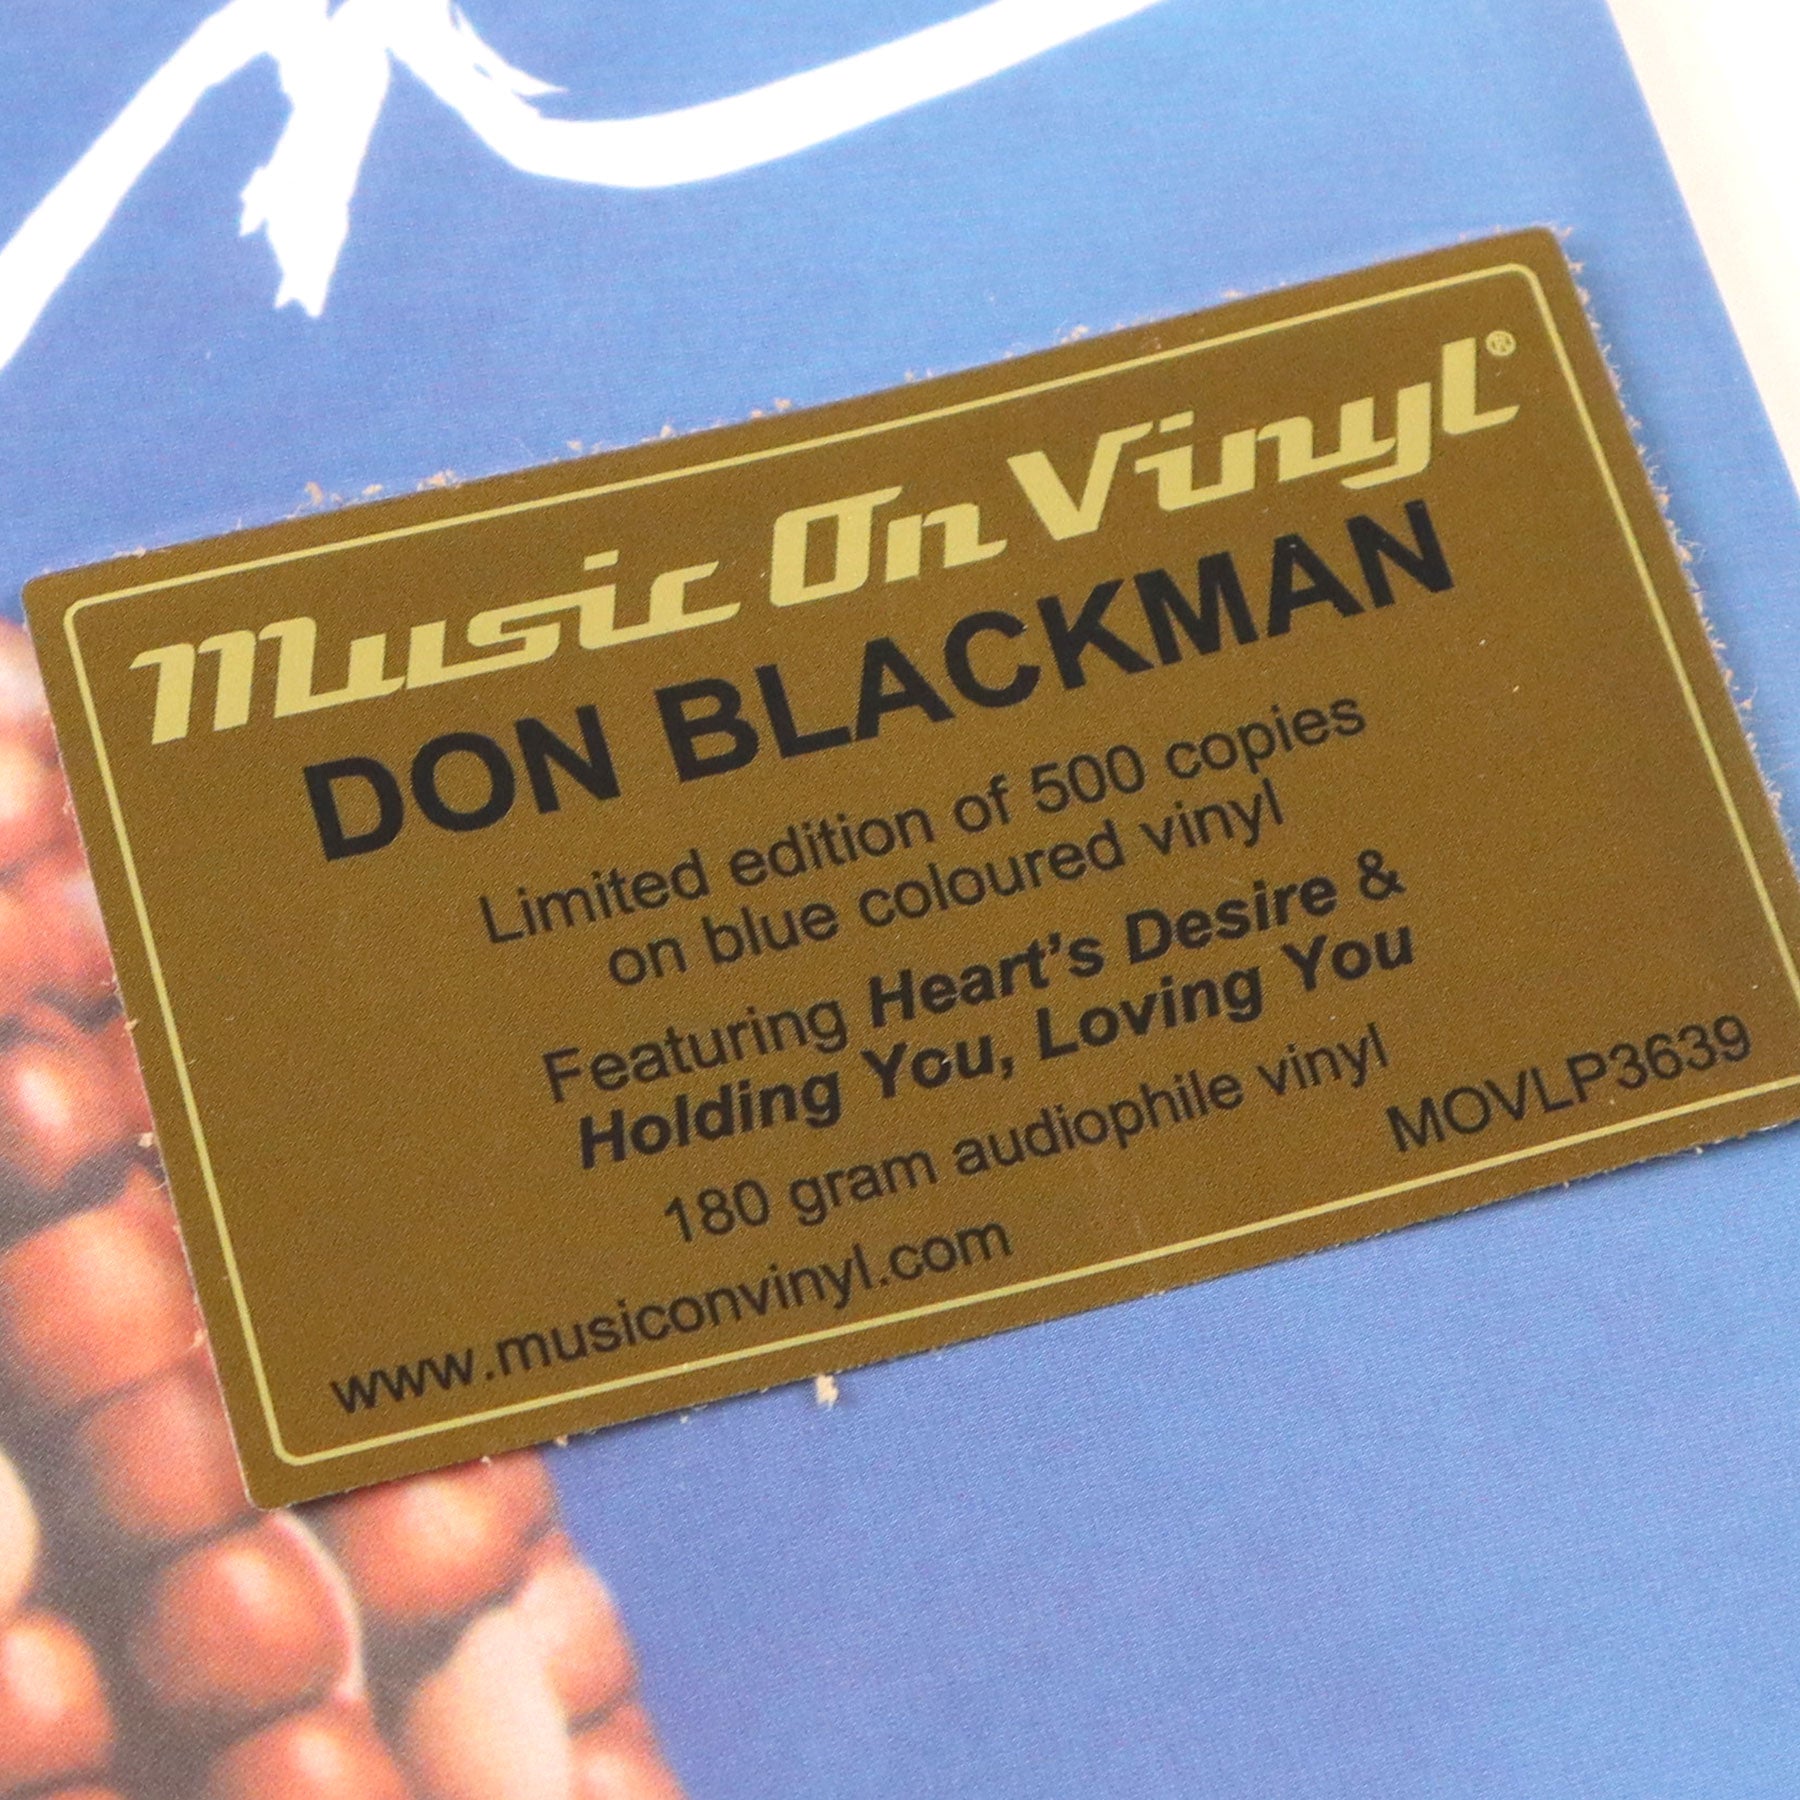 Music On Vinyl®
DON BLACKMAN
Limited edition of 500 copies
on blue coloured vinyl
Featuring Heart's Desire &
Holding You, Loving You
180 gram audiophile vinyl
www.musiconvinyl.com
MOVLP3639